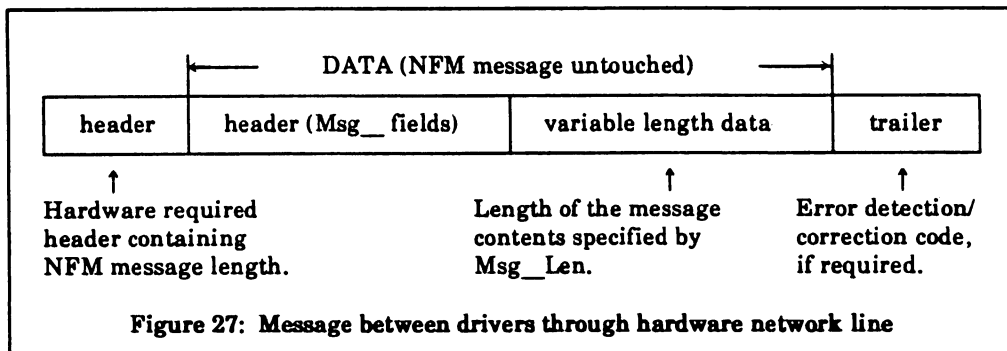 DATA (NFM message untouched)
header header (Msg__ fields) variable length data trailer
Hardware required
header containing
NFM message length.
Length of the message
contents specified by
Msg__Len.
Error detection/
correction code,
if required.
Figure 27: Message between drivers through hardware network line